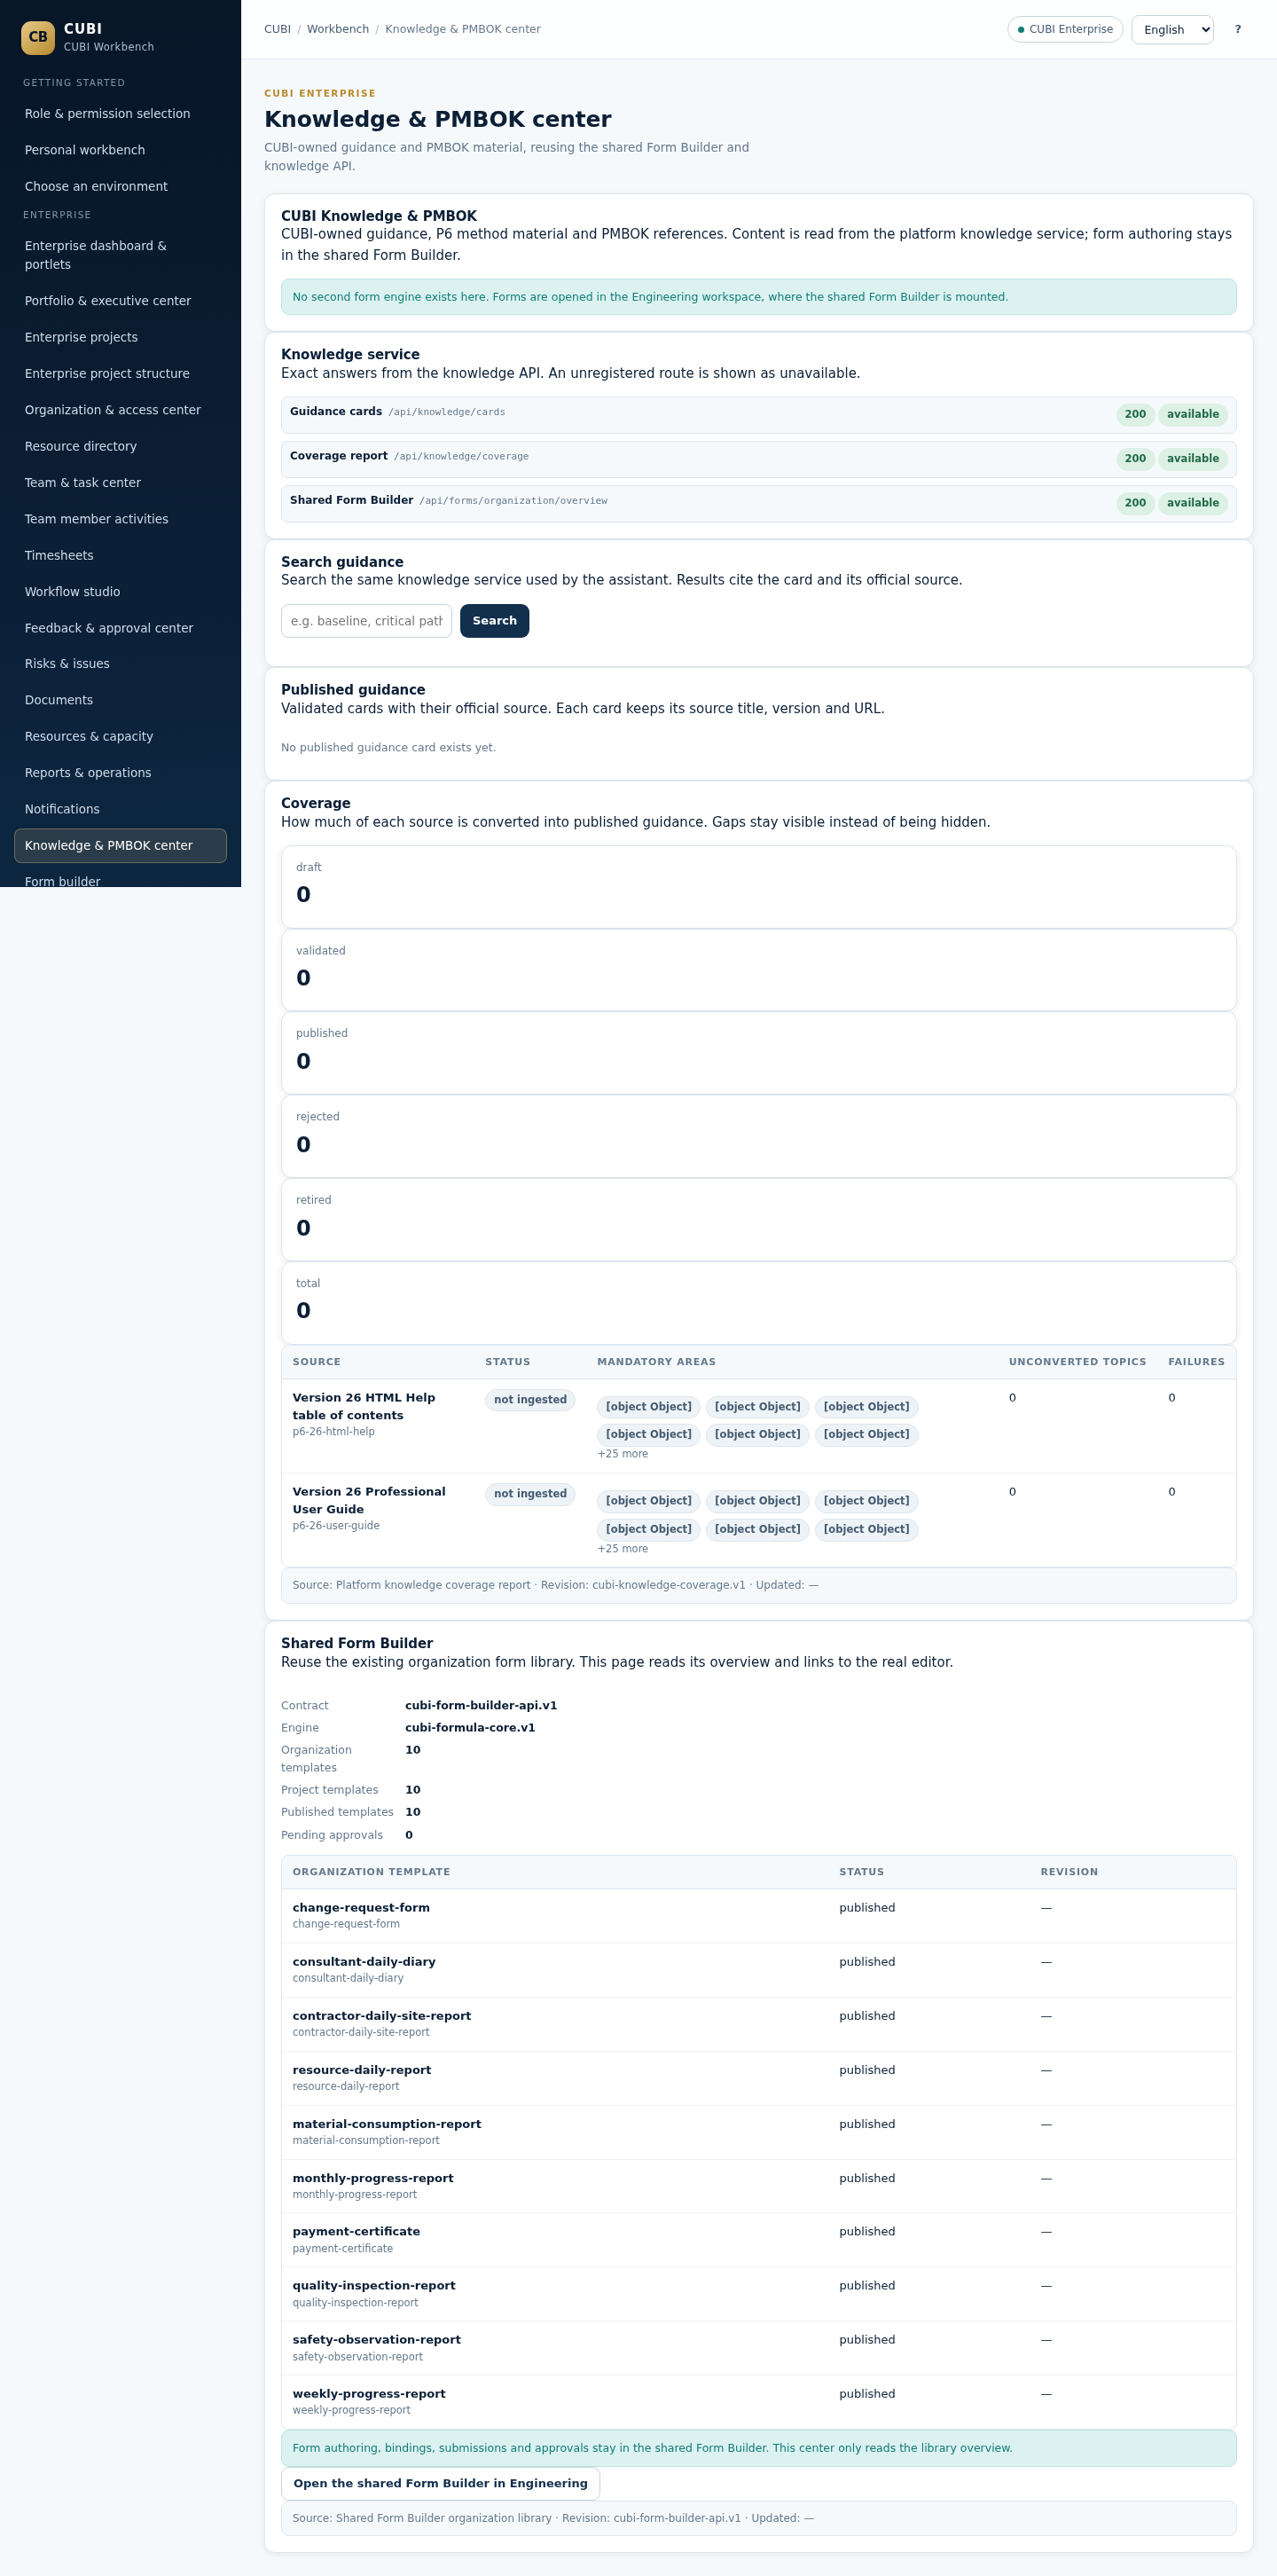 CB
CUBI
CUBI Workbench
GETTING STARTED
Role & permission selection
Personal workbench
Choose an environment
ENTERPRISE
Enterprise dashboard &
portlets
Portfolio & executive center
Enterprise projects
Enterprise project structure
Organization & access center
Resource directory
Team & task center
Team member activities
Timesheets
Workflow studio
Feedback & approval center
Risks & issues
Documents
Resources & capacity
Reports & operations
Notifications
Knowledge & PMBOK center
Form builder
CUBI / Workbench / Knowledge & PMBOK center
CUBI Enterprise
English
?
CUBI ENTERPRISE
Knowledge & PMBOK center
CUBI-owned guidance and PMBOK material, reusing the shared Form Builder and
knowledge API.
CUBI Knowledge & PMBOK
CUBI-owned guidance, P6 method material and PMBOK references. Content is read from the platform knowledge service; form authoring stays
in the shared Form Builder.
No second form engine exists here. Forms are opened in the Engineering workspace, where the shared Form Builder is mounted.
Knowledge service
Exact answers from the knowledge API. An unregistered route is shown as unavailable.
Guidance cards /api/knowledge/cards 200 available
Coverage report /api/knowledge/coverage 200 available
Shared Form Builder /api/forms/organization/overview 200 available
Search guidance
Search the same knowledge service used by the assistant. Results cite the card and its official source.
e.g. baseline, critical path Search
Published guidance
Validated cards with their official source. Each card keeps its source title, version and URL.
No published guidance card exists yet.
Coverage
How much of each source is converted into published guidance. Gaps stay visible instead of being hidden.
draft
0
validated
0
published
0
rejected
0
retired
0
total
0
SOURCE STATUS MANDATORY AREAS UNCONVERTED TOPICS FAILURES
Version 26 HTML Help
table of contents
p6-26-html-help
not ingested
[object Object] [object Object] [object Object]
[object Object] [object Object] [object Object]
+25 more
0 0
Version 26 Professional
User Guide
p6-26-user-guide
not ingested
[object Object] [object Object] [object Object]
[object Object] [object Object] [object Object]
+25 more
0 0
Source: Platform knowledge coverage report · Revision: cubi-knowledge-coverage.v1 · Updated: —
Shared Form Builder
Reuse the existing organization form library. This page reads its overview and links to the real editor.
Contract cubi-form-builder-api.v1
Engine cubi-formula-core.v1
Organization
templates
10
Project templates 10
Published templates 10
Pending approvals 0
ORGANIZATION TEMPLATE STATUS REVISION
change-request-form published —
change-request-form
consultant-daily-diary published —
consultant-daily-diary
contractor-daily-site-report published —
contractor-daily-site-report
resource-daily-report published —
resource-daily-report
material-consumption-report published —
material-consumption-report
monthly-progress-report published —
monthly-progress-report
payment-certificate published —
payment-certificate
quality-inspection-report published —
quality-inspection-report
safety-observation-report published —
safety-observation-report
weekly-progress-report published —
weekly-progress-report
Form authoring, bindings, submissions and approvals stay in the shared Form Builder. This center only reads the library overview.
Open the shared Form Builder in Engineering
Source: Shared Form Builder organization library · Revision: cubi-form-builder-api.v1 · Updated: —